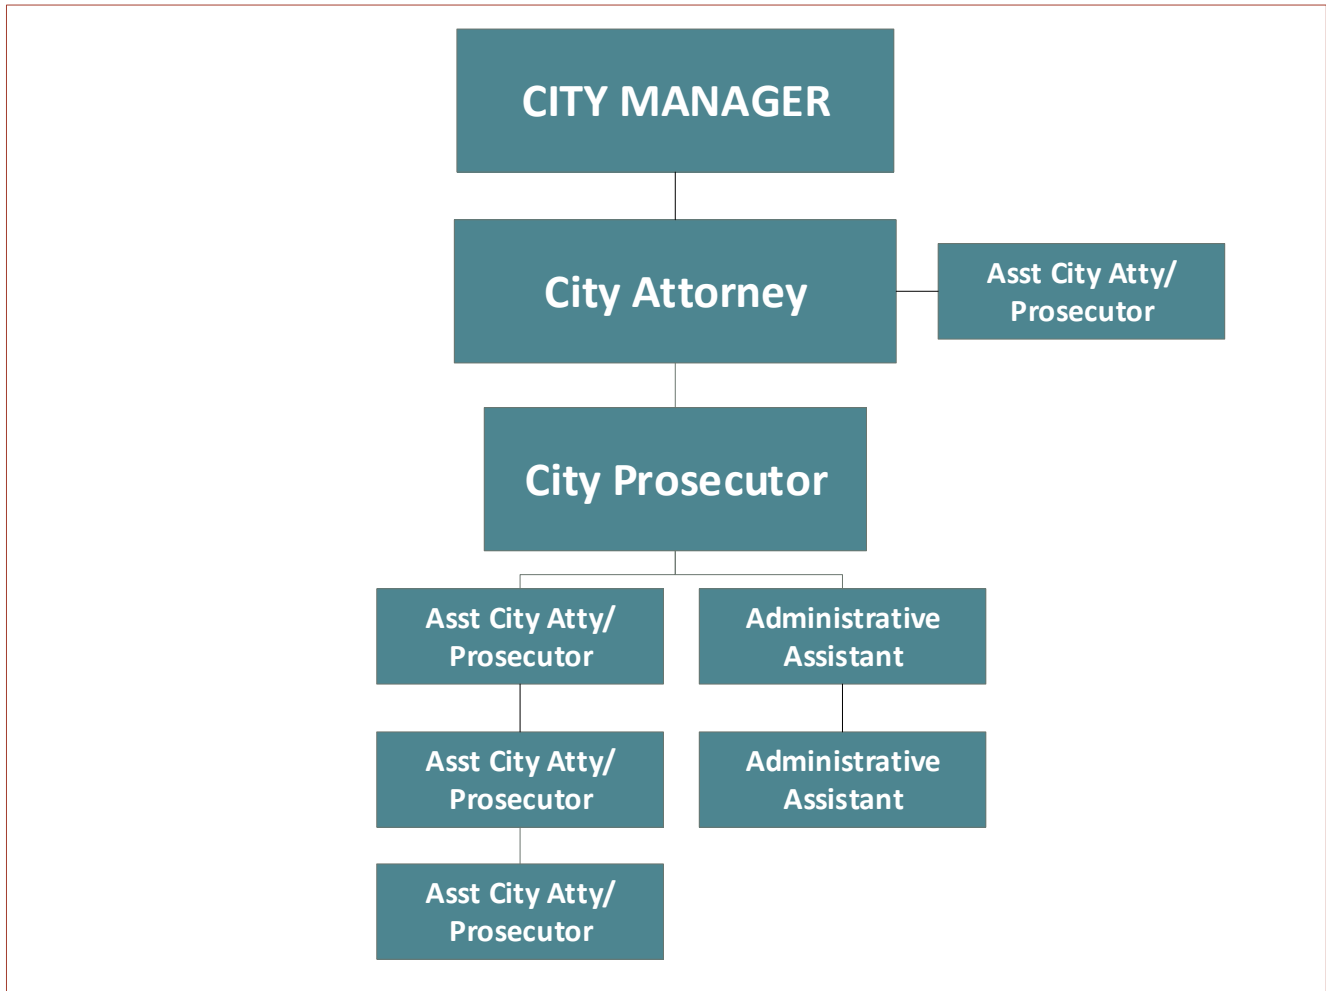 CITY MANAGER
City Attorney
Asst City Atty/
Prosecutor
City Prosecutor
Asst City Atty/
Prosecutor
Administrative
Assistant
Asst City Atty/
Prosecutor
Administrative
Assistant
Asst City Atty/
Prosecutor